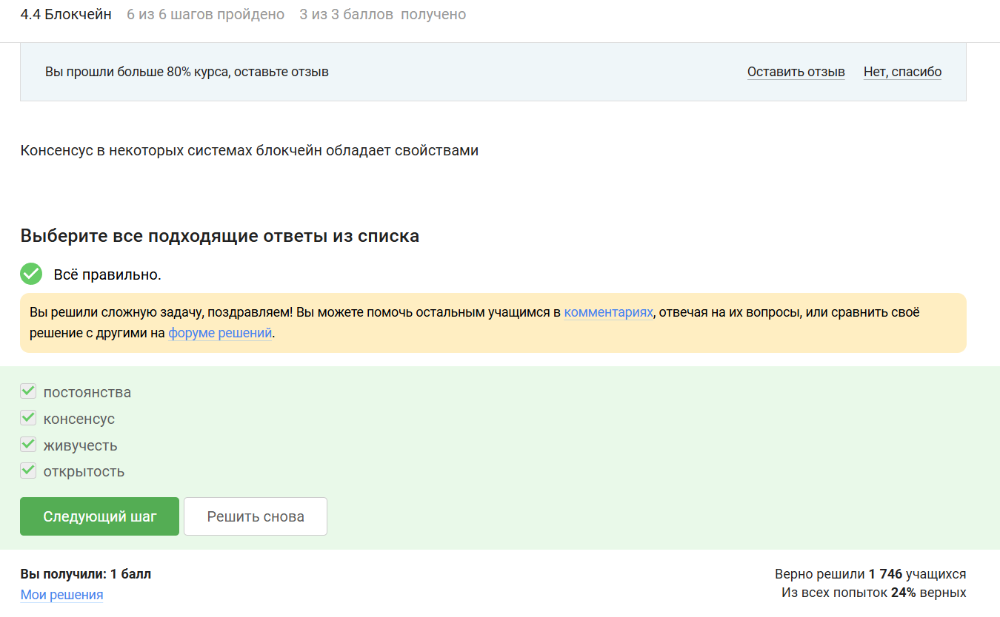 4.4 Блокчейн 6 из 6 шагов пройдено 3 из 3 баллов получено
Вы прошли больше 80% курса, оставьте отзыв Оставить отзыв Нет, спасибо
Консенсус в некоторых системах блокчейн обладает свойствами
Выберите все подходящие ответы из списка
Всё правильно.
Вы решили сложную задачу, поздравляем! Вы можете помочь остальным учащимся в комментариях, отвечая на их вопросы, или сравнить своё
решение с другими на форуме решений.
постоянства
консенсус
живучесть
открытость
Следующий шаг Решить снова
Вы получили: 1 балл Верно решили 1 746 учащихся
Мои решения Из всех попыток 24% верных